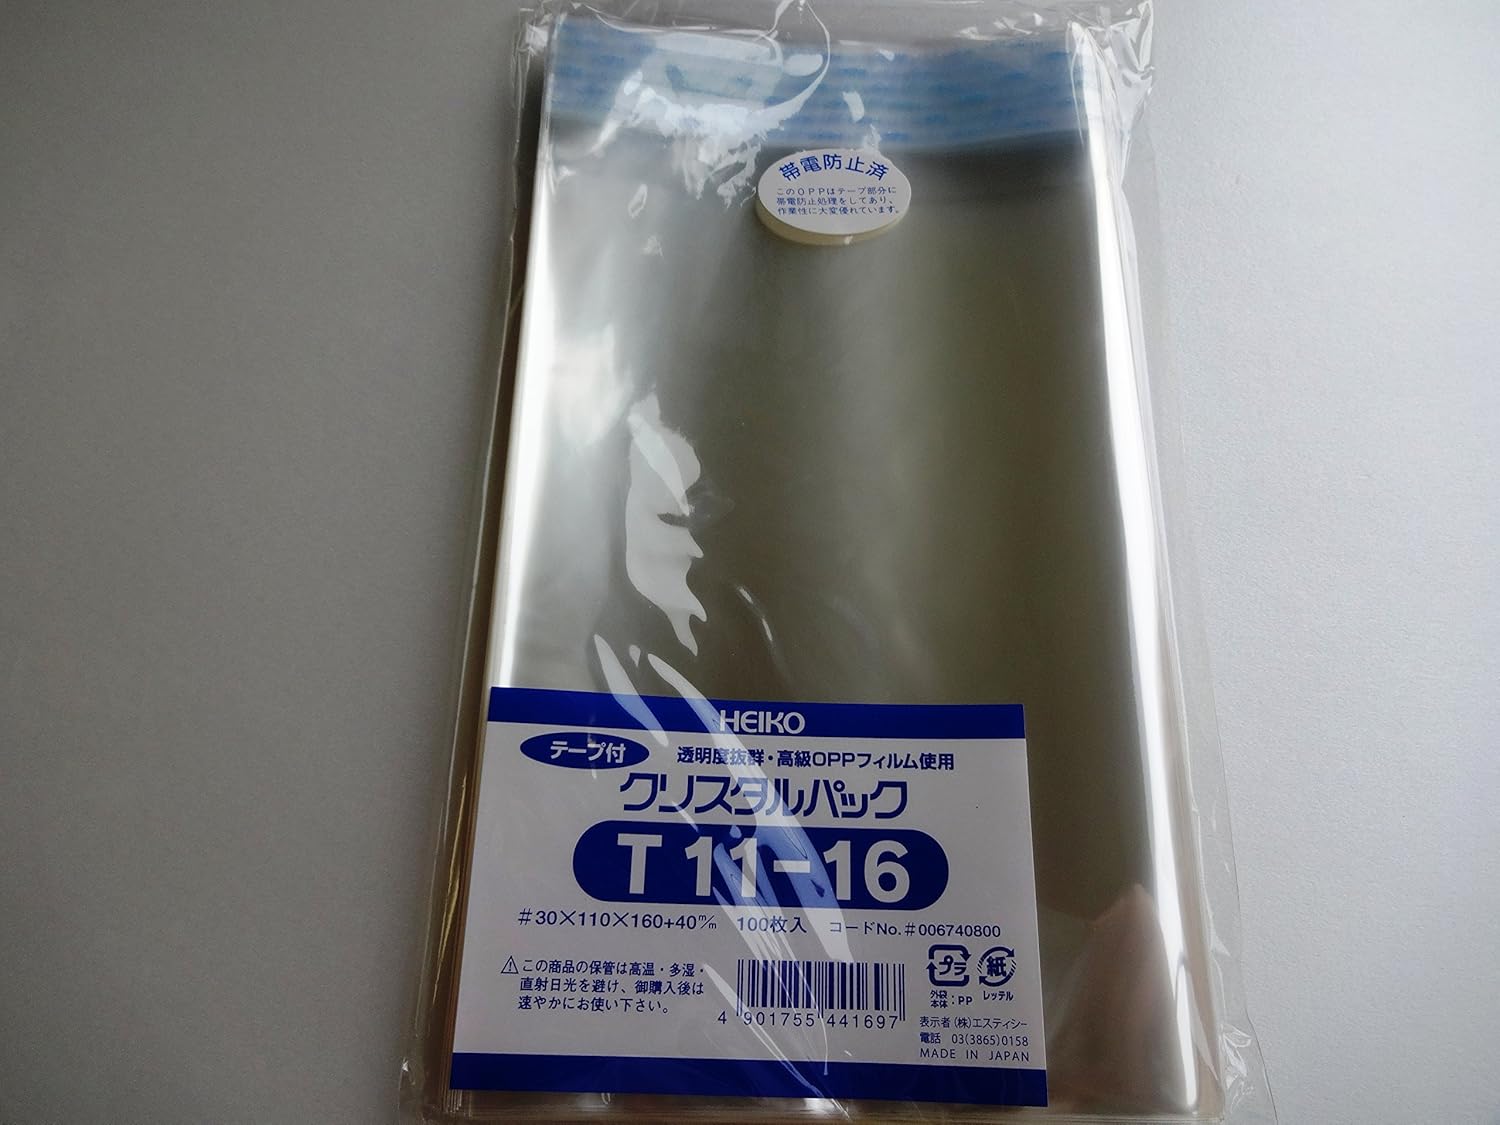 帯電防止済
このOPPはテープ部分に
帯電防止処理をしてあり、
作業性に大変優れています。
HEIKO
テープ付 透明度抜群・高級OPPフィルム使用
クリスタルパック
T 11-16
#30×110×160+40m/m 100枚入 コードNo.#006740800
⚠この商品の保管は高温・多湿・
直射日光を避け、御購入後は
速やかにお使い下さい。
4 901755 441697
プラ 紙
外袋 本体:PP レッテル
表示者(株)エスティシー
電話 03(3865)0158
MADE IN JAPAN